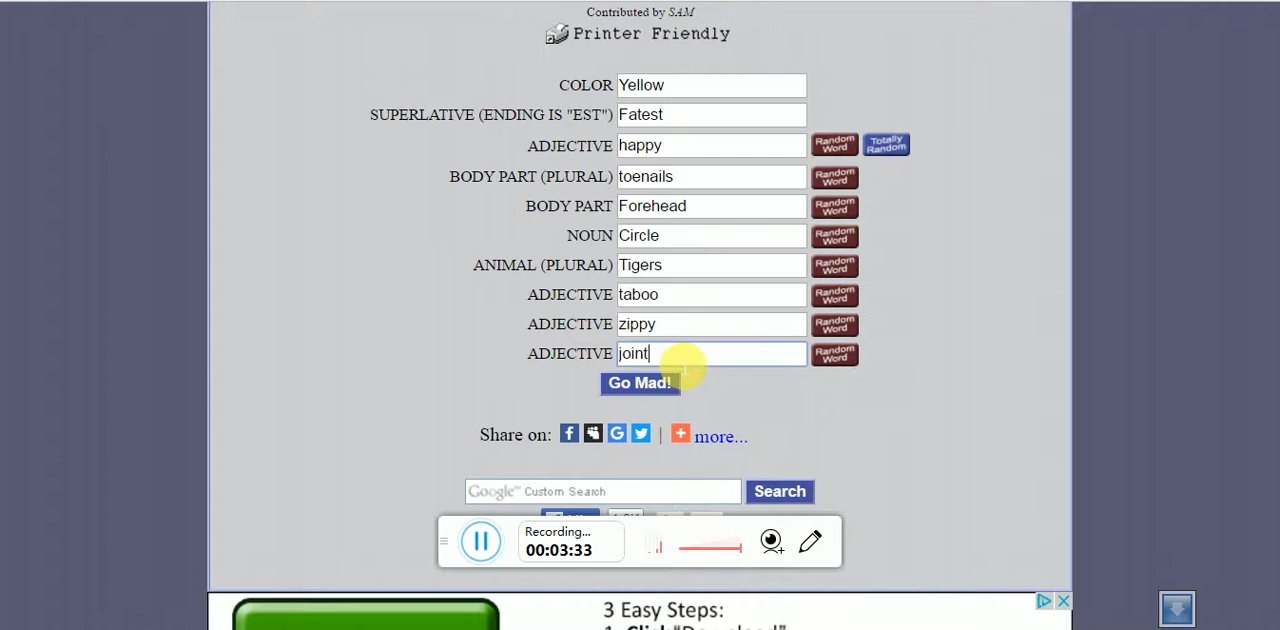 Contributed by SAM
Printer Friendly
COLOR Yellow
SUPERLATIVE (ENDING IS "EST") Fatest
ADJECTIVE happy Random Word Totally Random
BODY PART (PLURAL) toenails Random Word
BODY PART Forehead Random Word
NOUN Circle Random Word
ANIMAL (PLURAL) Tigers Random Word
ADJECTIVE taboo Random Word
ADJECTIVE zippy Random Word
ADJECTIVE joint Random Word
Go Mad!
Share on: | more...
Google™ Custom Search Search
Recording...
00:03:33
3 Easy Steps: